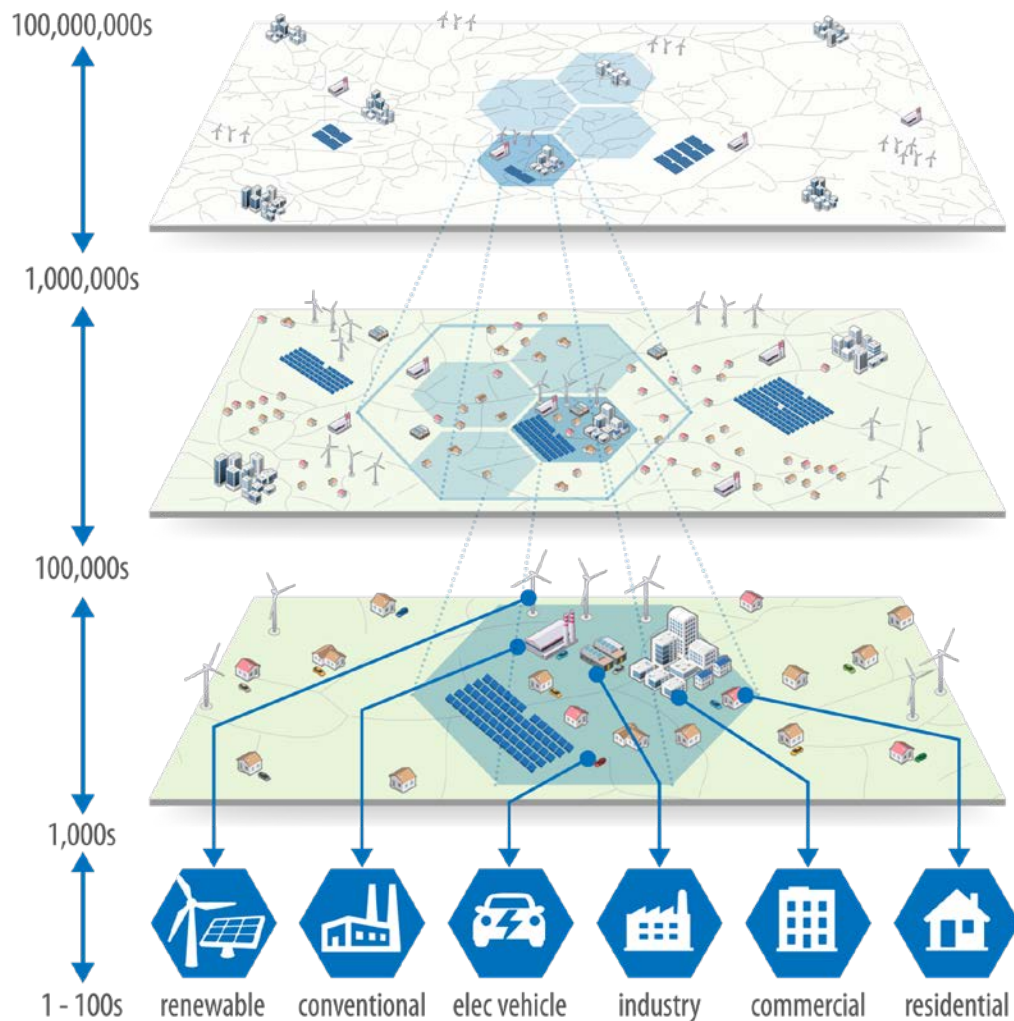 100,000,000s
1,000,000s
100,000s
1,000s
1 - 100s
renewable
conventional
elec vehicle
industry
commercial
residential